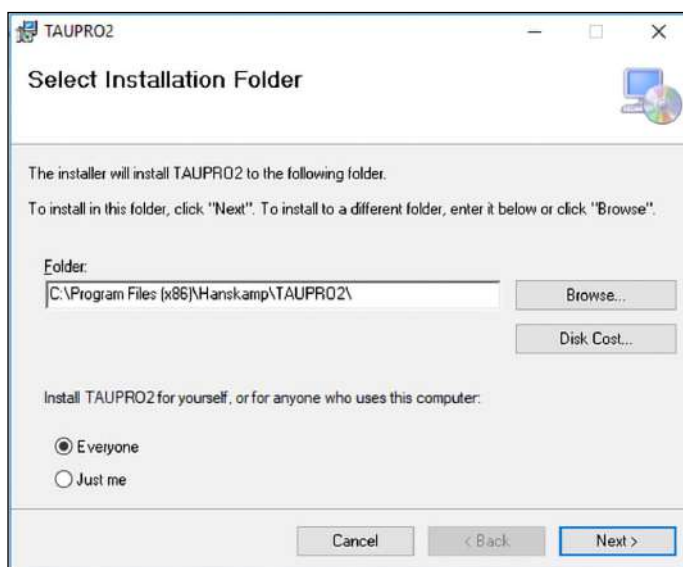 TAUPRO2
Select Installation Folder
The installer will install TAUPRO2 to the following folder.
To install in this folder, click "Next". To install to a different folder, enter it below or click "Browse".
Folder:
C:\Program Files (x86)\Hanskamp\TAUPRO2\
Browse...
Disk Cost...
Install TAUPRO2 for yourself, or for anyone who uses this computer:
Everyone
Just me
Cancel
< Back
Next >